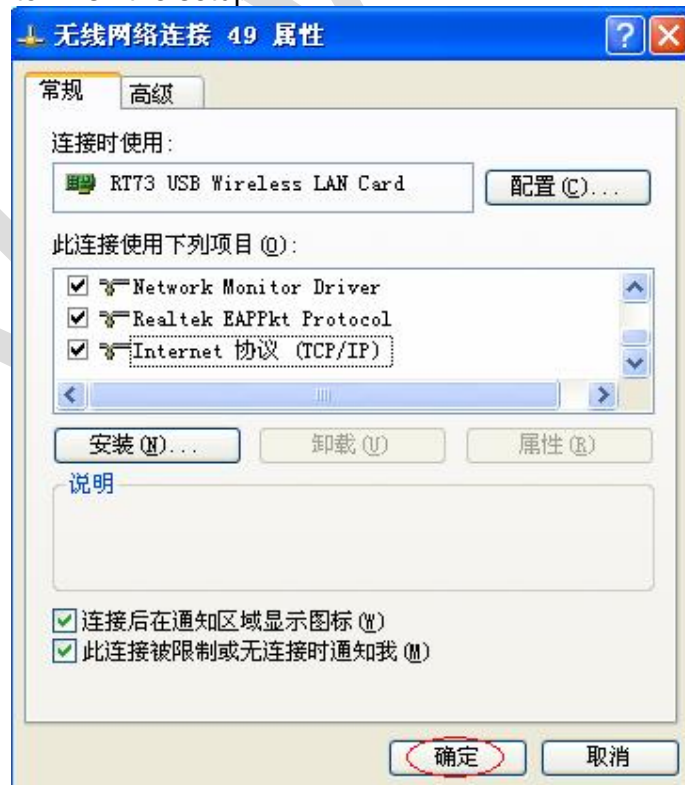 无线网络连接 49 属性
常规 高级
连接时使用:
RT73 USB Wireless LAN Card 配置(C)...
此连接使用下列项目(O):
Network Monitor Driver
Realtek EAPPkt Protocol
Internet 协议 (TCP/IP)
安装(N)... 卸载(U) 属性(R)
说明
连接后在通知区域显示图标(W)
此连接被限制或无连接时通知我(M)
确定 取消